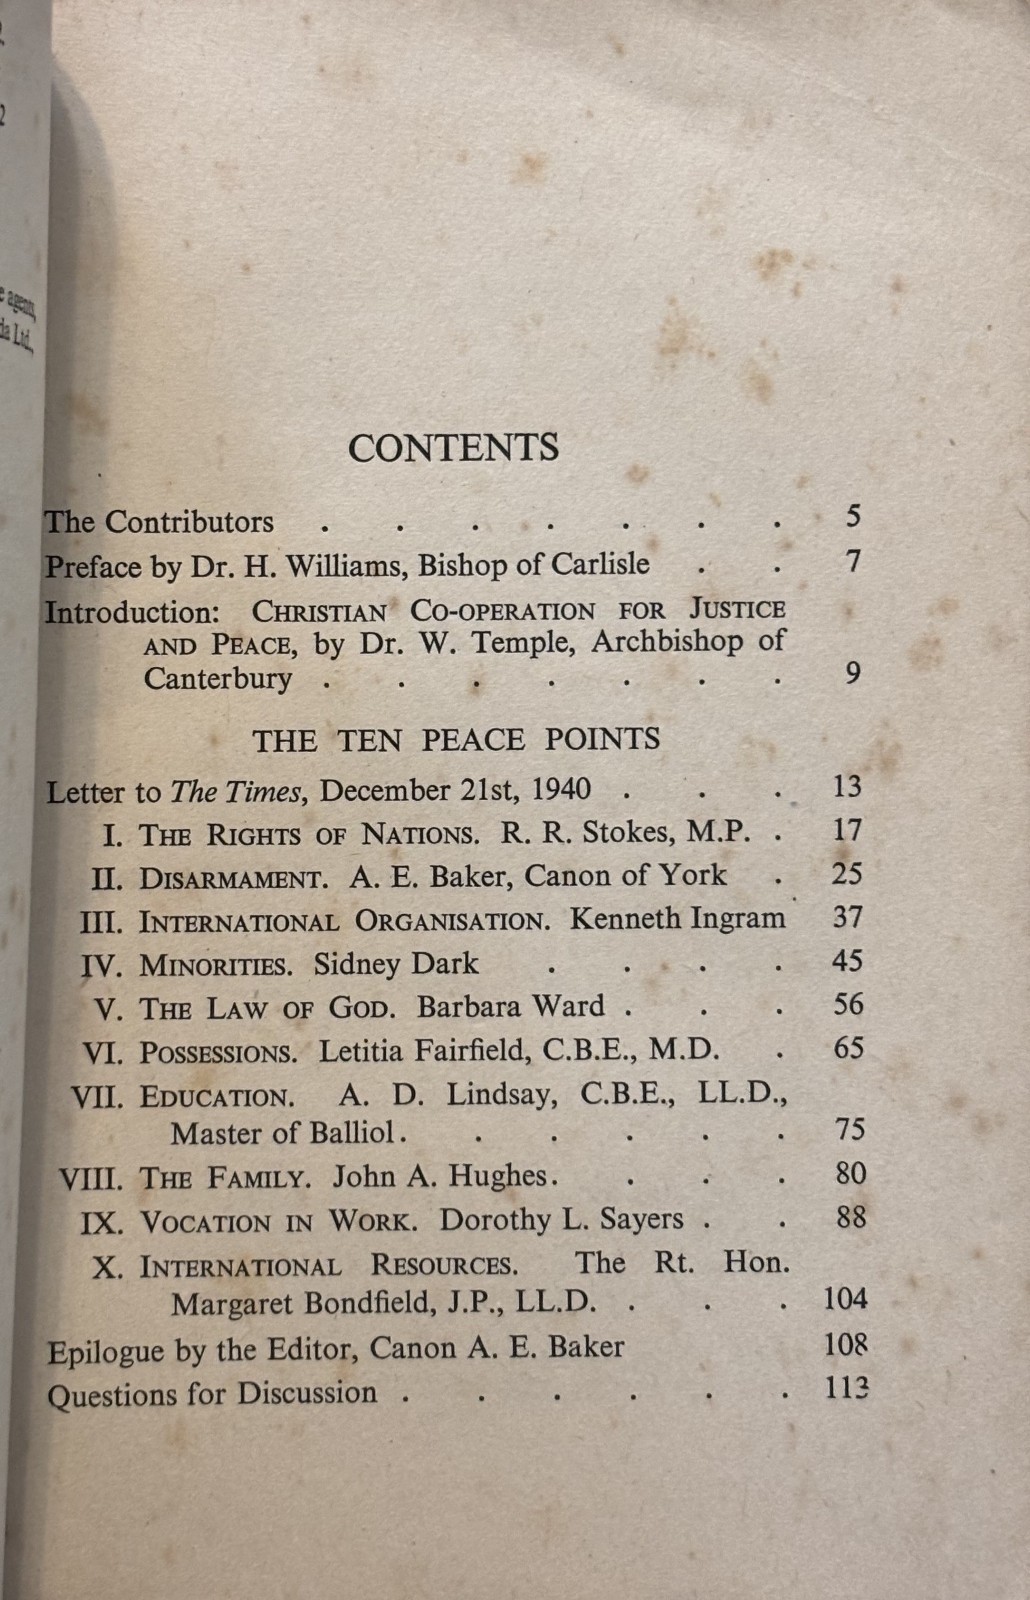 2
2
agents,
Ltd.,
CONTENTS
The Contributors . . . . . . . 5
Preface by Dr. H. Williams, Bishop of Carlisle . . 7
Introduction: CHRISTIAN CO-OPERATION FOR JUSTICE
AND PEACE, by Dr. W. Temple, Archbishop of
Canterbury . . . . . . . 9
THE TEN PEACE POINTS
Letter to The Times, December 21st, 1940 . . . 13
I. THE RIGHTS OF NATIONS. R. R. Stokes, M.P. . 17
II. DISARMAMENT. A. E. Baker, Canon of York . 25
III. INTERNATIONAL ORGANISATION. Kenneth Ingram 37
IV. MINORITIES. Sidney Dark . . . . 45
V. THE LAW OF GOD. Barbara Ward . . . 56
VI. POSSESSIONS. Letitia Fairfield, C.B.E., M.D. . 65
VII. EDUCATION. A. D. Lindsay, C.B.E., LL.D.,
Master of Balliol . . . . . . 75
VIII. THE FAMILY. John A. Hughes . . . . 80
IX. VOCATION IN WORK. Dorothy L. Sayers . . 88
X. INTERNATIONAL RESOURCES. The Rt. Hon.
Margaret Bondfield, J.P., LL.D. . . . 104
Epilogue by the Editor, Canon A. E. Baker 108
Questions for Discussion . . . . . . 113